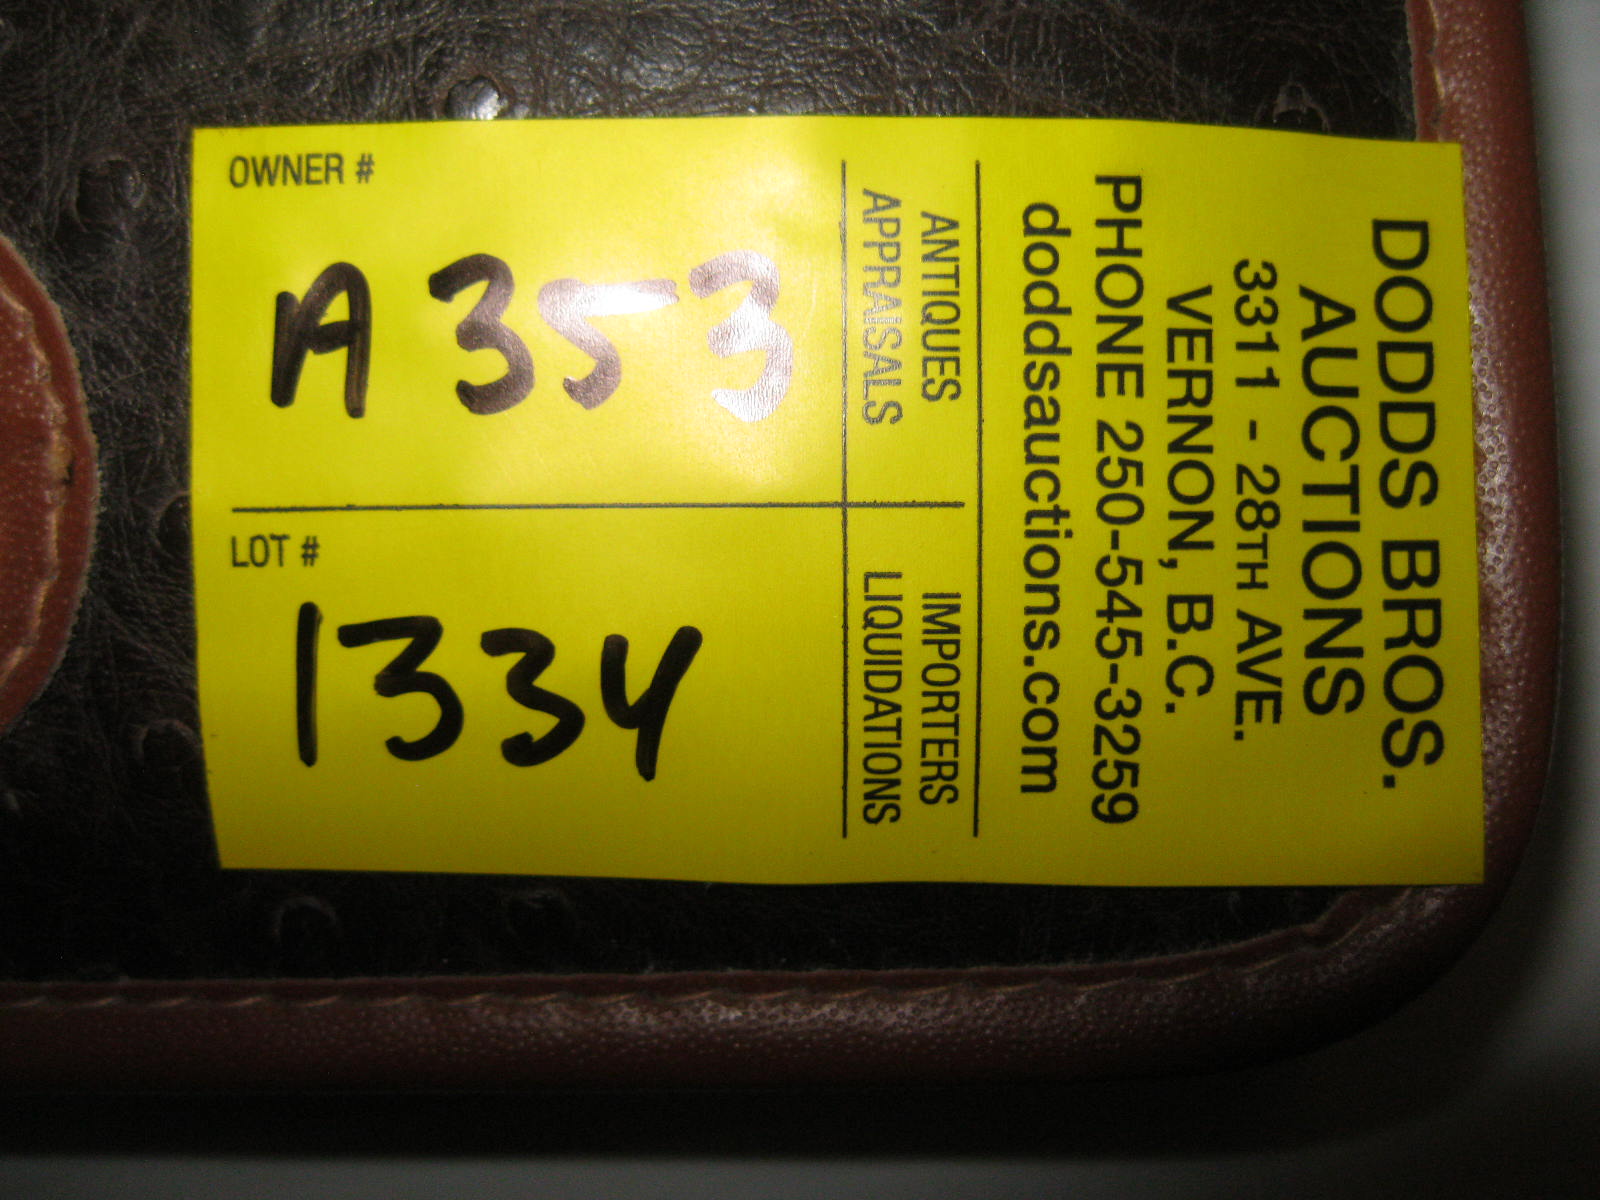 DODDS BROS.
AUCTIONS
3311 - 28TH AVE.
VERNON, B.C.
PHONE 250-545-3259
doddsauctions.com
ANTIQUES
APPRAISALS
IMPORTERS
LIQUIDATIONS
OWNER #
A353
LOT #
1334